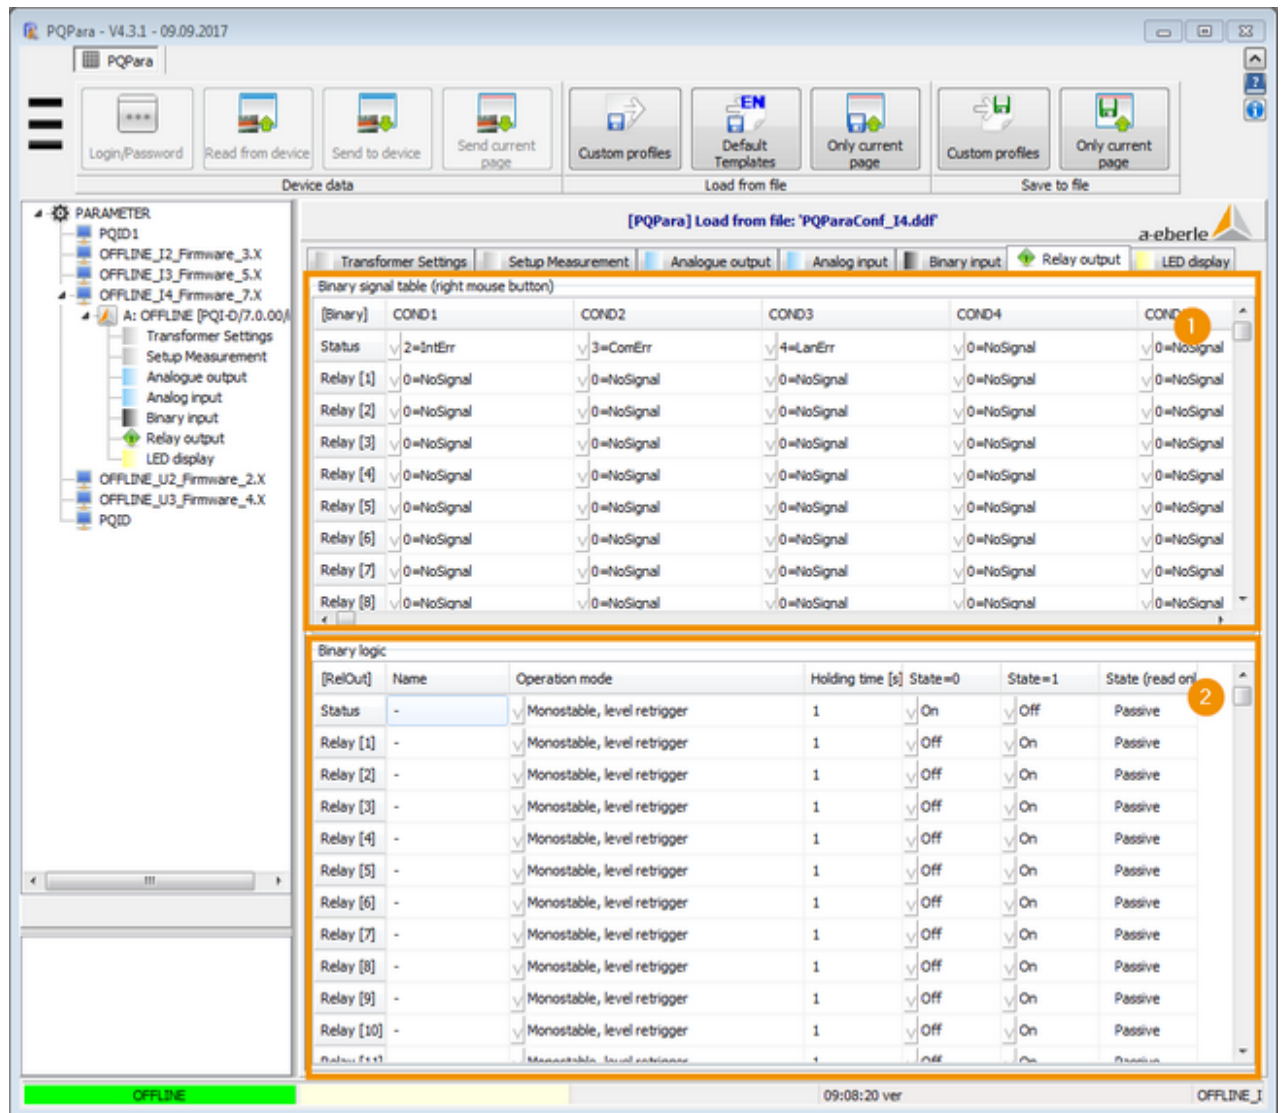 PQPara - V4.3.1 - 09.09.2017
PQPara
Login/Password
Read from device
Send to device
Send current page
Custom profiles
EN
Default Templates
Only current page
Custom profiles
Only current page
Device data
Load from file
Save to file
PARAMETER
PQID1
OFFLINE_I2_Firmware_3.X
OFFLINE_I3_Firmware_5.X
OFFLINE_I4_Firmware_7.X
A: OFFLINE [PQI-D/7.0.00/
Transformer Settings
Setup Measurement
Analogue output
Analog input
Binary input
Relay output
LED display
OFFLINE_U2_Firmware_2.X
OFFLINE_U3_Firmware_4.X
PQID
[PQPara] Load from file: 'PQParaConf_I4.ddf'
a-eberle
Transformer Settings Setup Measurement Analogue output Analog input Binary input Relay output LED display
Binary signal table (right mouse button)
[Binary] COND1 COND2 COND3 COND4
1
Status 2=IntErr 3=ComErr 4=LanErr 0=NoSignal 0=NoSignal
Relay [1] 0=NoSignal 0=NoSignal 0=NoSignal 0=NoSignal 0=NoSignal
Relay [2] 0=NoSignal 0=NoSignal 0=NoSignal 0=NoSignal 0=NoSignal
Relay [3] 0=NoSignal 0=NoSignal 0=NoSignal 0=NoSignal 0=NoSignal
Relay [4] 0=NoSignal 0=NoSignal 0=NoSignal 0=NoSignal 0=NoSignal
Relay [5] 0=NoSignal 0=NoSignal 0=NoSignal 0=NoSignal 0=NoSignal
Relay [6] 0=NoSignal 0=NoSignal 0=NoSignal 0=NoSignal 0=NoSignal
Relay [7] 0=NoSignal 0=NoSignal 0=NoSignal 0=NoSignal 0=NoSignal
Relay [8] 0=NoSignal 0=NoSignal 0=NoSignal 0=NoSignal 0=NoSignal
Binary logic
[RelOut] Name Operation mode Holding time [s] State=0 State=1 State (read onl
2
Status - Monostable, level retrigger 1 On Off Passive
Relay [1] - Monostable, level retrigger 1 Off On Passive
Relay [2] - Monostable, level retrigger 1 Off On Passive
Relay [3] - Monostable, level retrigger 1 Off On Passive
Relay [4] - Monostable, level retrigger 1 Off On Passive
Relay [5] - Monostable, level retrigger 1 Off On Passive
Relay [6] - Monostable, level retrigger 1 Off On Passive
Relay [7] - Monostable, level retrigger 1 Off On Passive
Relay [8] - Monostable, level retrigger 1 Off On Passive
Relay [9] - Monostable, level retrigger 1 Off On Passive
Relay [10] - Monostable, level retrigger 1 Off On Passive
Relay [11] Monostable, level retrigger 1 Off On Passive
OFFLINE 09:08:20 ver OFFLINE_I